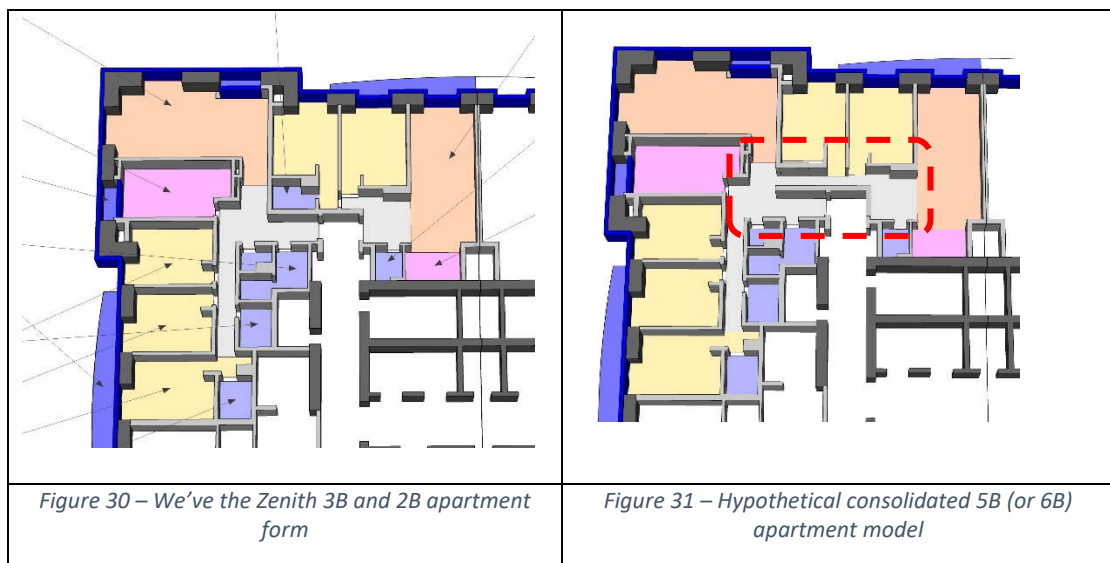 Figure 30 – We’ve the Zenith 3B and 2B apartment
form
Figure 31 – Hypothetical consolidated 5B (or 6B)
apartment model